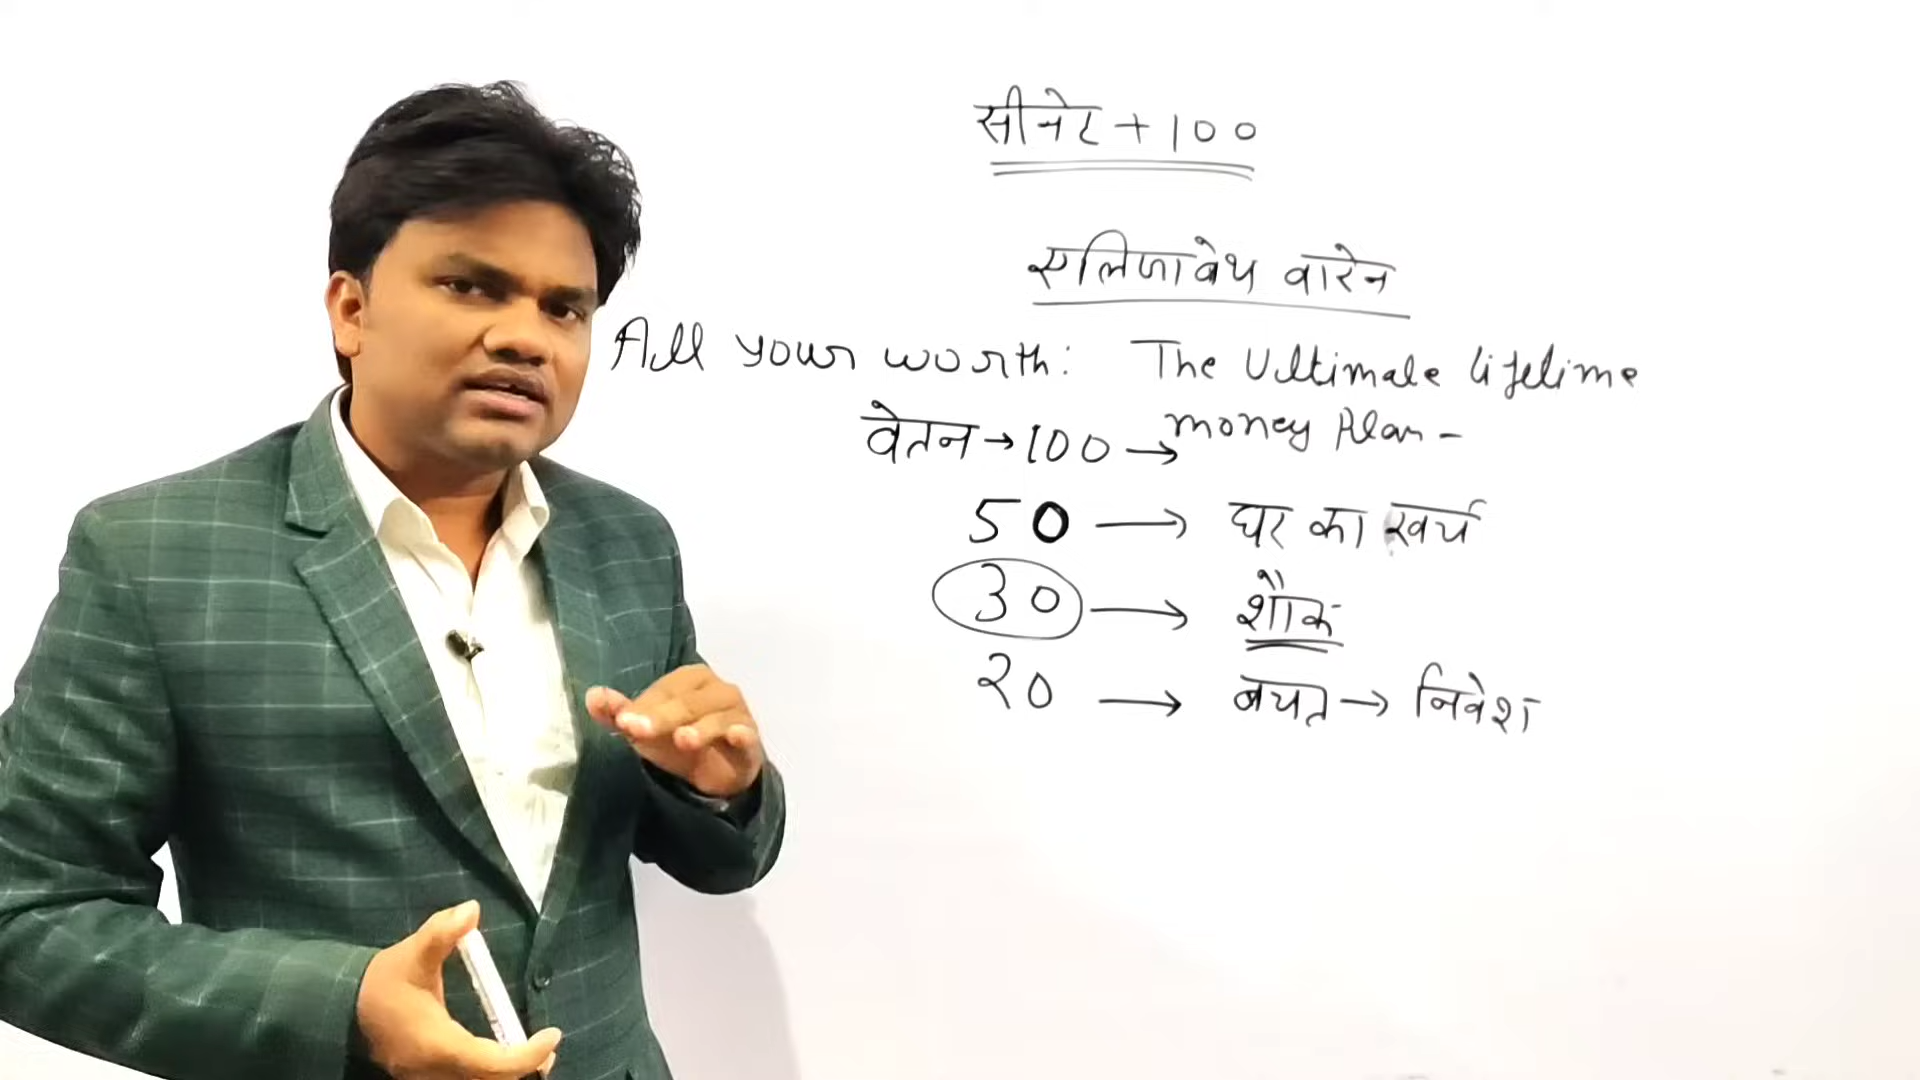 सीनेट + 100
एलिजाबेथ वारेन
All your worth: The Ultimate lifetime
money Plan -
वेतन → 100 →
50 → घर का खर्च
30 → शौक
20 → बचत → निवेश